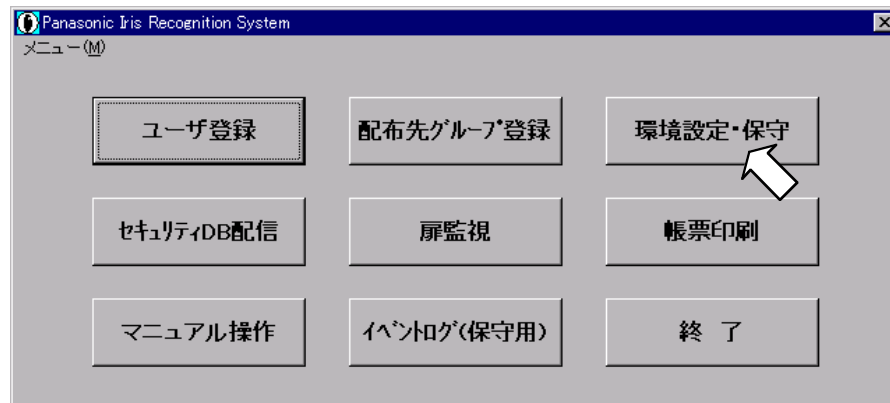 Panasonic Iris Recognition System
メニュー(M)
ユーザ登録
配布先グループ登録
環境設定・保守
セキュリティDB配信
扉監視
帳票印刷
マニュアル操作
イベントログ(保守用)
終 了